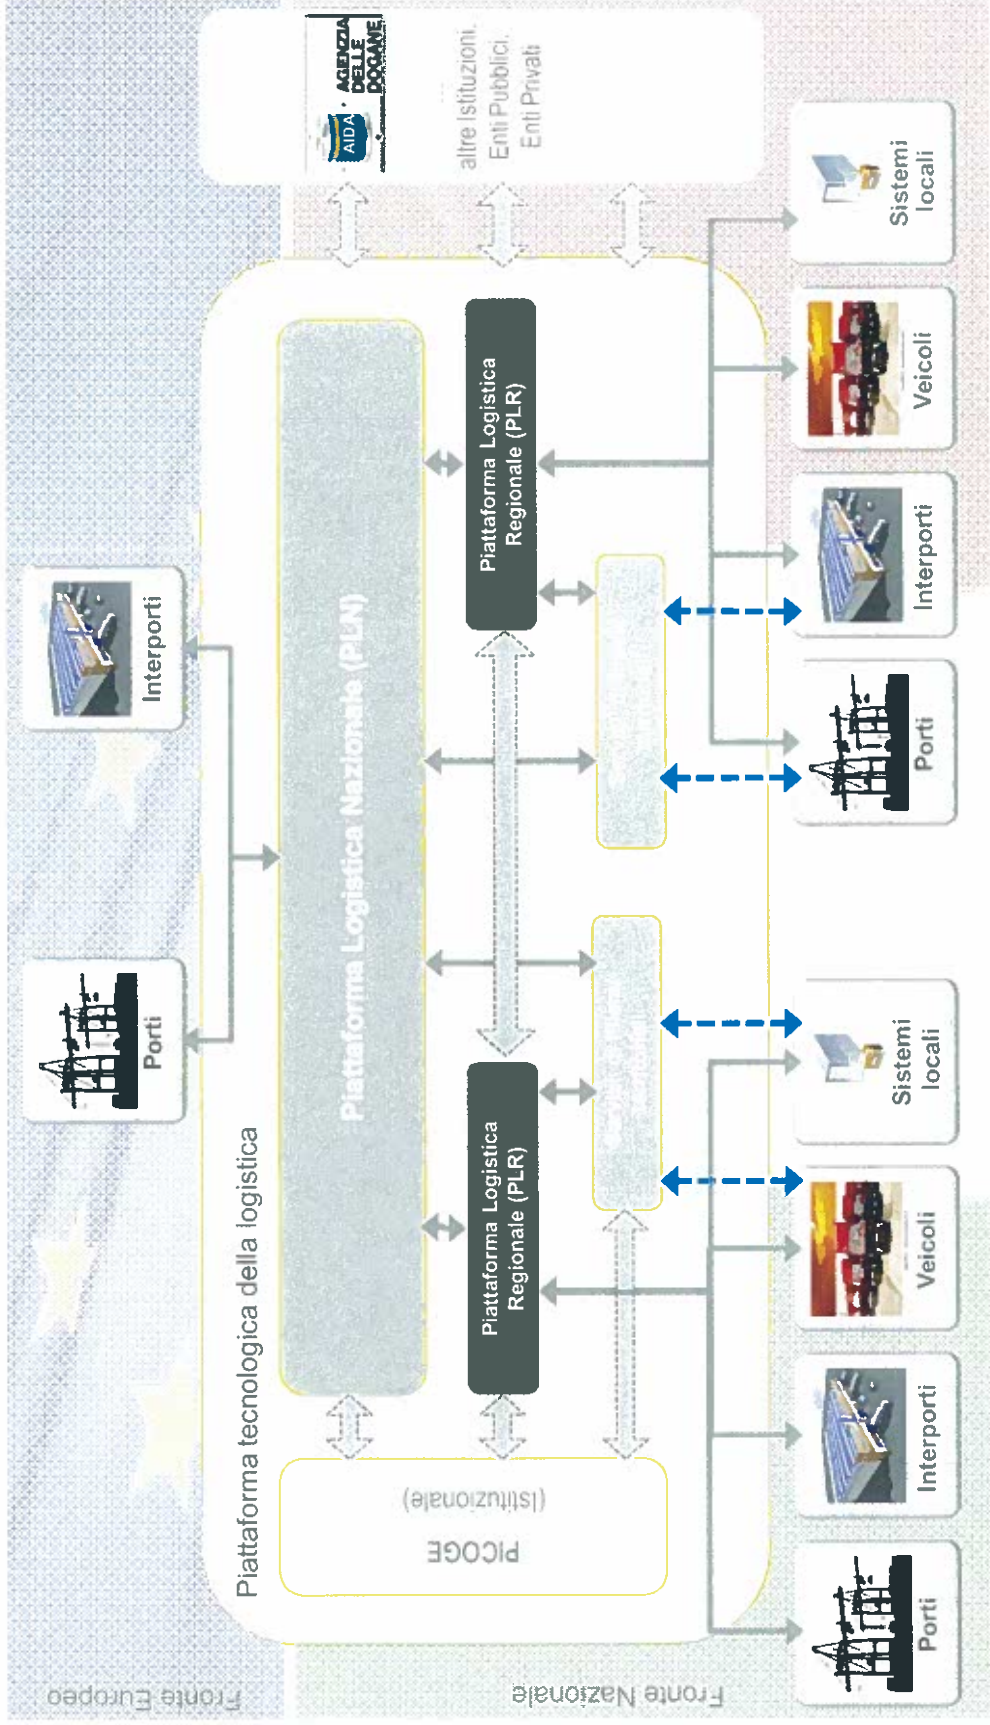 Fronte Europeo
Porti
Interporti
Piattaforma tecnologica della logistica
Piattaforma Logistica Nazionale (PLN)
AIDA
AGENZIA
DELLE
DOGANE
PICOGE
(Istituzionale)
Piattaforma Logistica
Regionale (PLR)
Piattaforma Logistica
Regionale (PLR)
altre Istituzioni,
Enti Pubblici,
Enti Privati
Fronte Nazionale
Porti
Interporti
Veicoli
Sistemi
locali
Porti
Interporti
Veicoli
Sistemi
locali